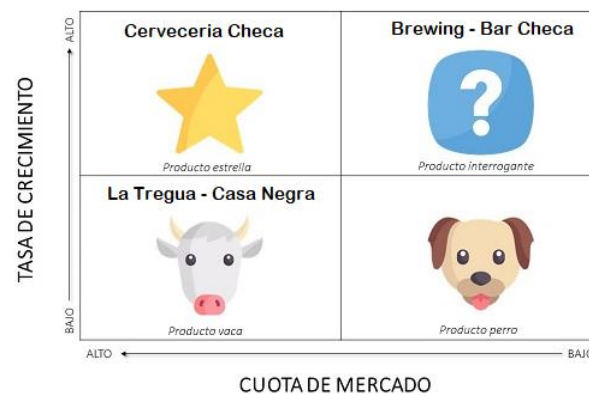 Cerveceria Checa
Brewing - Bar Checa
Producto estrella
Producto interrogante
La Tregua - Casa Negra
Producto vaca
Producto perro
TASA DE CRECIMIENTO
ALTO
BAJO
ALTO
BAJO
CUOTA DE MERCADO